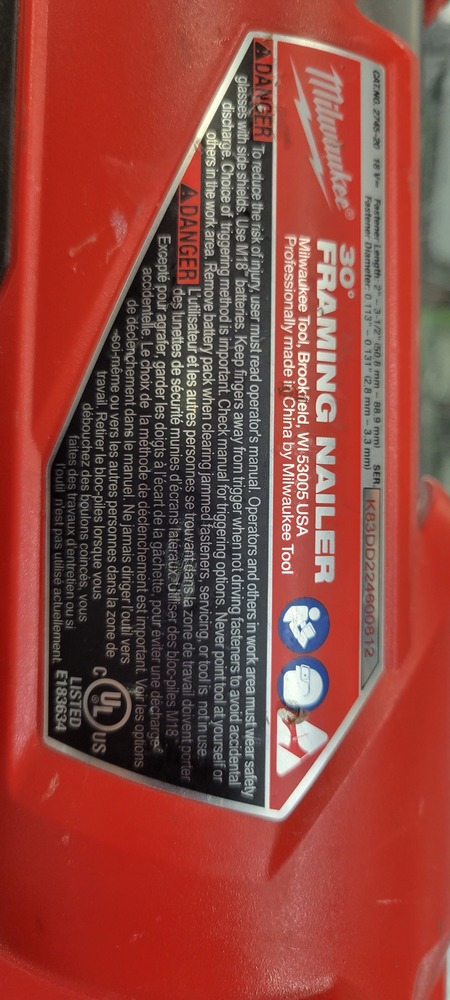 CAT.NO. 2745-20 18 V⎓ Fastener Length: 2" – 3-1/2" (50.8 mm – 88.9 mm) SER K83DD224600812
Fastener Diameter: 0.113" – 0.131" (2.8 mm – 3.3 mm)
Milwaukee®
30°
FRAMING NAILER
Milwaukee Tool, Brookfield, WI 53005 USA
Professionally made in China by Milwaukee Tool
DANGER To reduce the risk of injury, user must read operator's manual. Operators and others in work area must wear safety
glasses with side shields. Use M18™ batteries. Keep fingers away from trigger when not driving fasteners to avoid accidental
discharge. Choice of triggering method is important. Check manual for triggering options. Never point tool at yourself or
others in the work area. Remove battery pack when clearing jammed fasteners, servicing, or tool is not in use.
DANGER L'utilisateur et les autres personnes se trouvant dans la zone de travail doivent porter
des lunettes de sécurité munies d'écrans latéraux. Utiliser des bloc-piles M18™.
Excepté pour agrafer, garder les doigts à l'écart de la gâchette, pour éviter une décharge
accidentelle. Le choix de la méthode de déclenchement est important. Voir les options
de déclenchement dans le manuel. Ne jamais diriger l'outil vers
soi-même ou vers les autres personnes dans la zone de
travail. Retirer le bloc-piles lorsque vous
débouchez des boulons coincés, vous
faites des travaux d'entretien ou si
l'outil n'est pas utilisé actuellement.
C UL US
LISTED
E183634